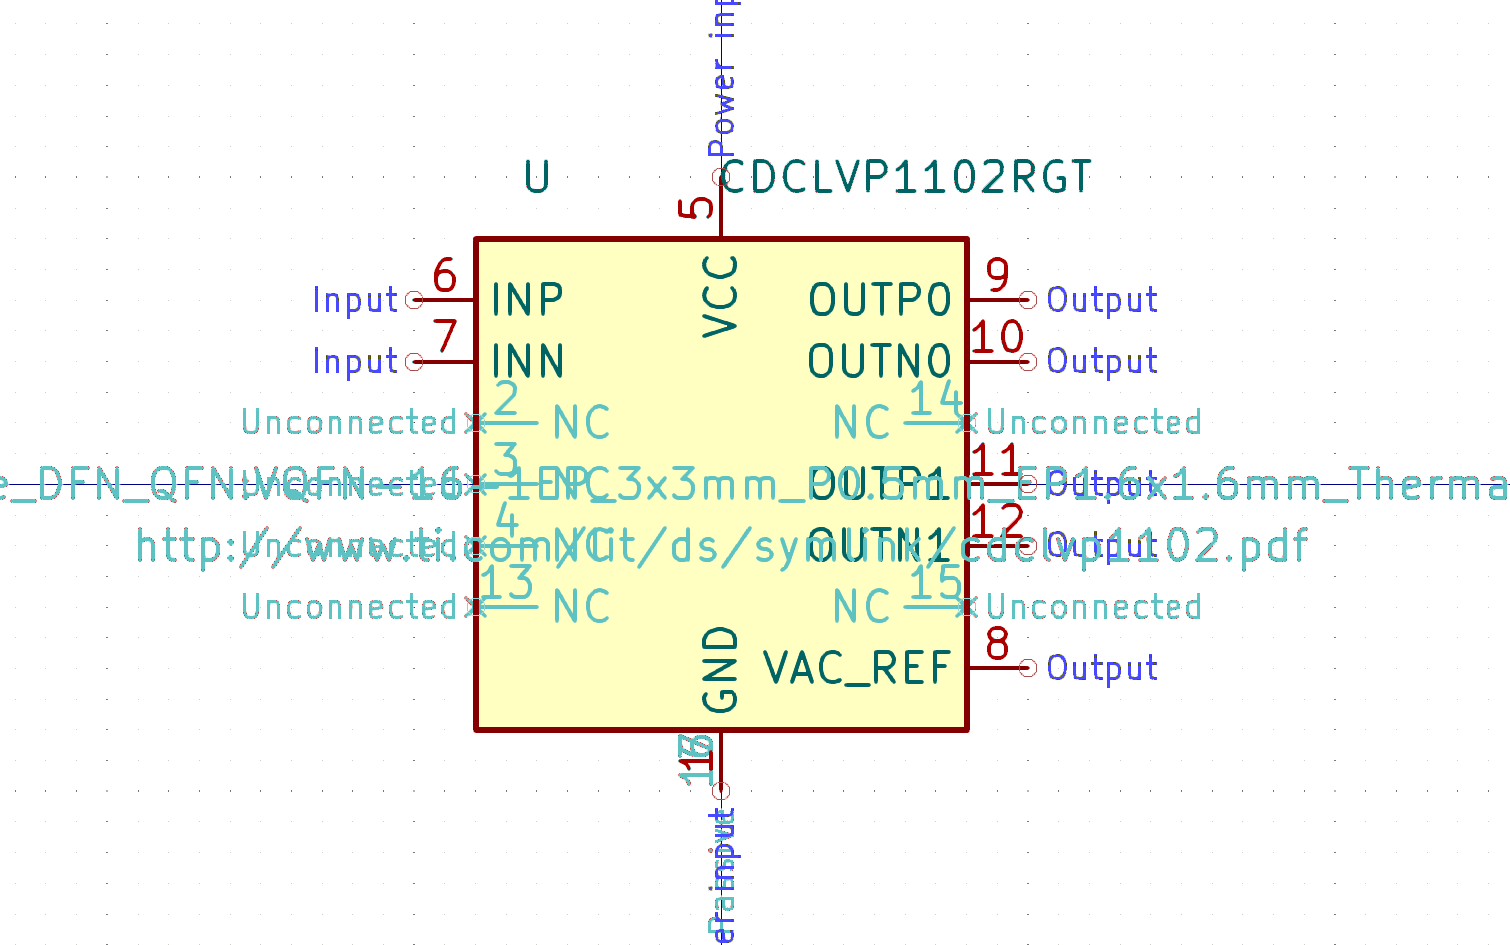 Power inp
U
CDCLVP1102RGT
5
VCC
6
Input
INP
9
OUTP0
Output
7
Input
INN
10
OUTN0
Output
2
Unconnected
NC
14
NC
Unconnected
3
Unconnected
NC
11
OUTP1
Output
e_DFN_QFN:VQFN-16-1EP_3x3mm_P0.5mm_EP1.6x1.6mm_Therma
4
Unconnected
NC
12
OUTN1
Output
http://www.ti.com/lit/ds/symlink/cdclvp1102.pdf
13
Unconnected
NC
15
NC
Unconnected
8
VAC_REF
Output
GND
1
er input
Passive